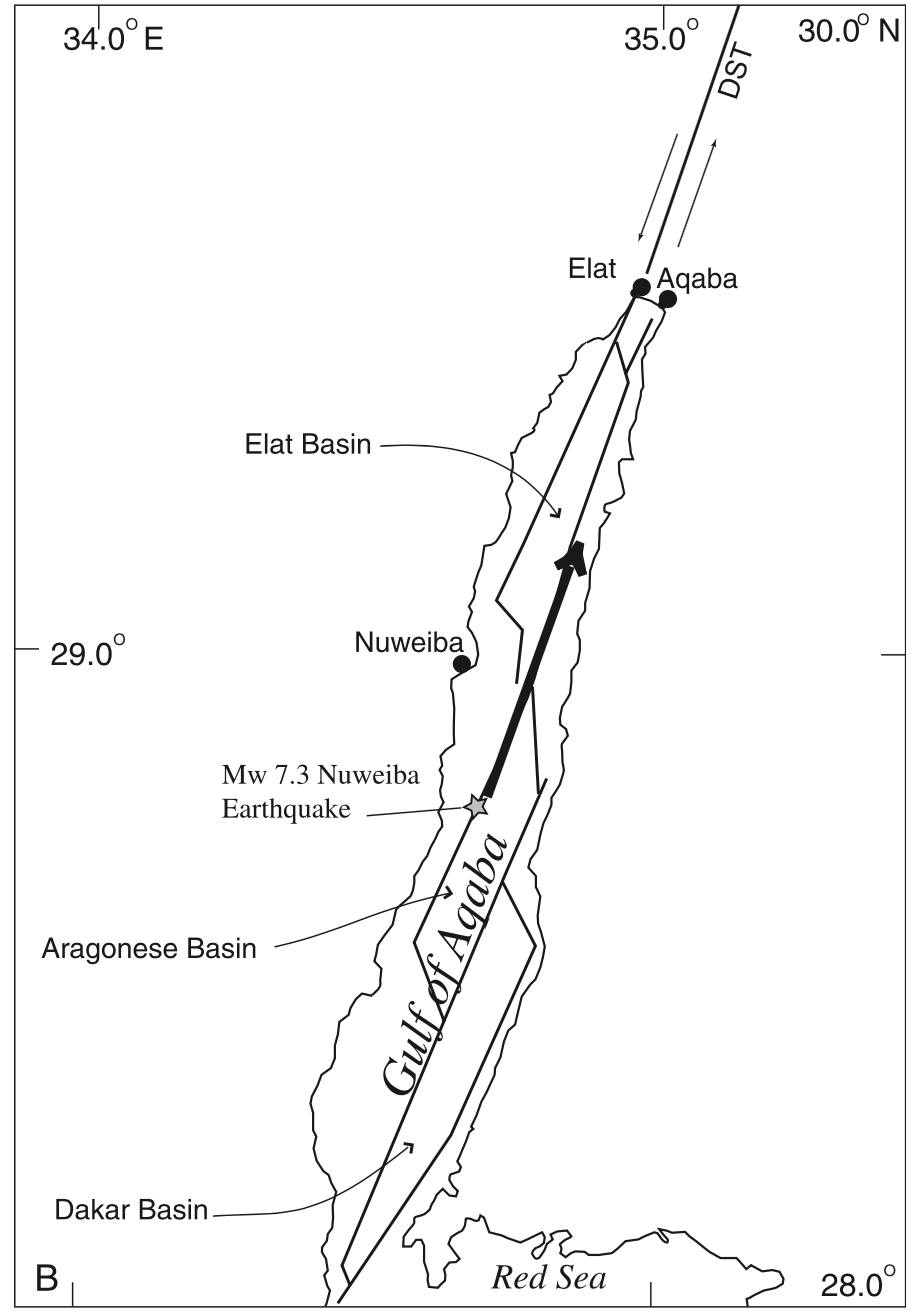 34.0° E
35.0°
30.0° N
DST
Elat
Aqaba
Elat Basin
Nuweiba
29.0°
Mw 7.3 Nuweiba
Earthquake
Gulf of Aqaba
Aragonese Basin
Dakar Basin
B
Red Sea
28.0°